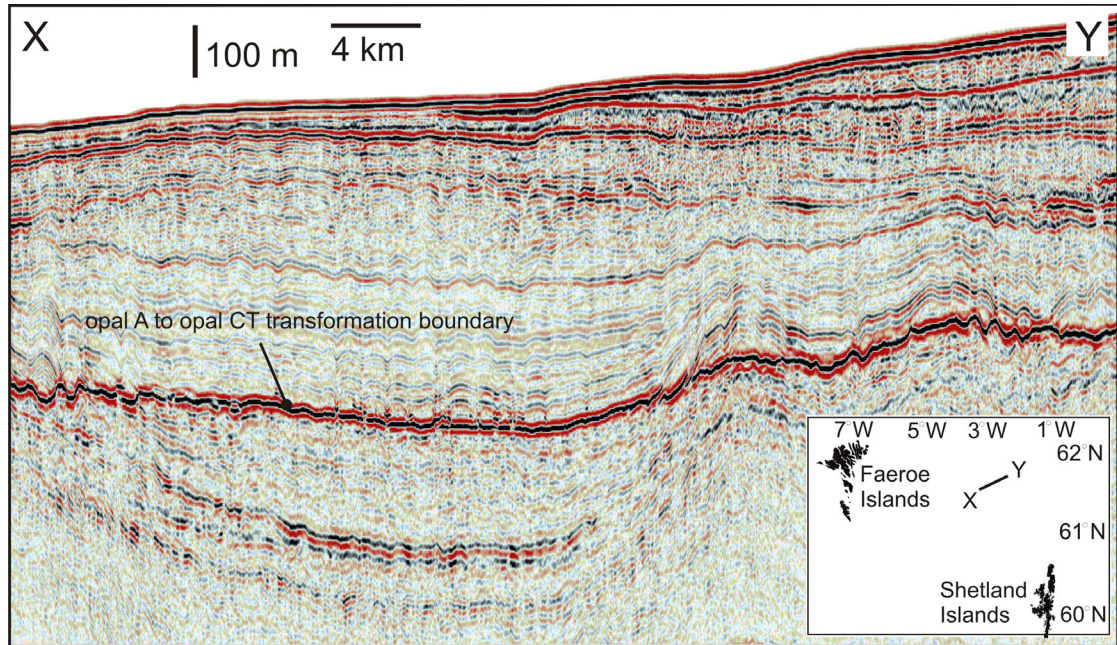 X
Y
100 m
4 km
opal A to opal CT transformation boundary
7°W 5°W 3°W 1°W
62°N
Faeroe
Islands
Y
X
61°N
Shetland
Islands
60°N